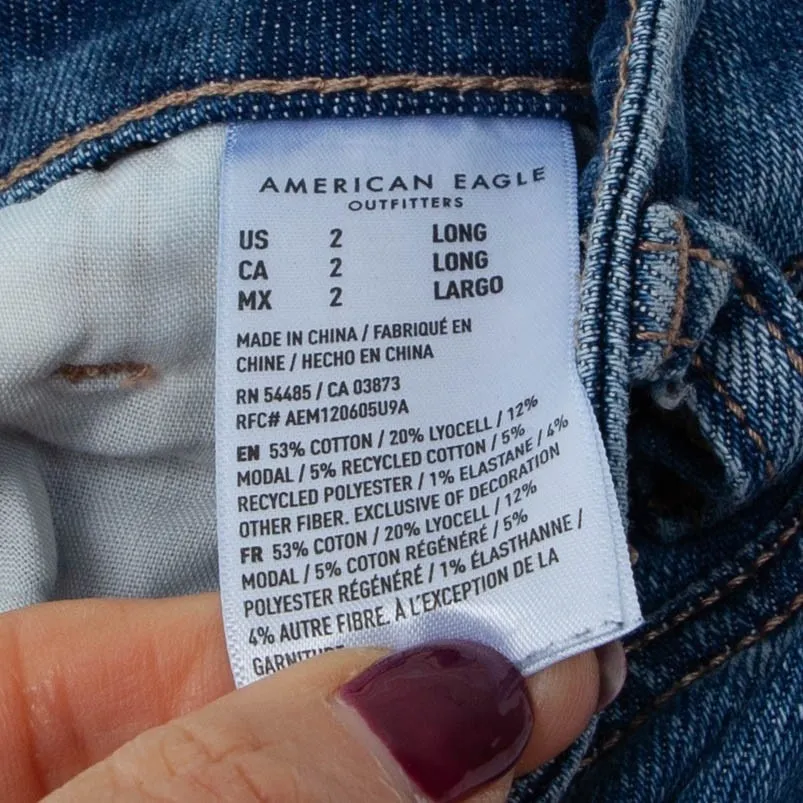 AMERICAN EAGLE
OUTFITTERS
US 2 LONG
CA 2 LONG
MX 2 LARGO
MADE IN CHINA / FABRIQUÉ EN
CHINE / HECHO EN CHINA
RN 54485 / CA 03873
RFC# AEM120605U9A
EN 53% COTTON / 20% LYOCELL / 12%
MODAL / 5% RECYCLED COTTON / 5%
RECYCLED POLYESTER / 1% ELASTANE / 4%
OTHER FIBER. EXCLUSIVE OF DECORATION
FR 53% COTON / 20% LYOCELL / 12%
MODAL / 5% COTON RÉGÉNÉRÉ / 5%
POLYESTER RÉGÉNÉRÉ / 1% ÉLASTHANNE /
4% AUTRE FIBRE. À L'EXCEPTION DE LA